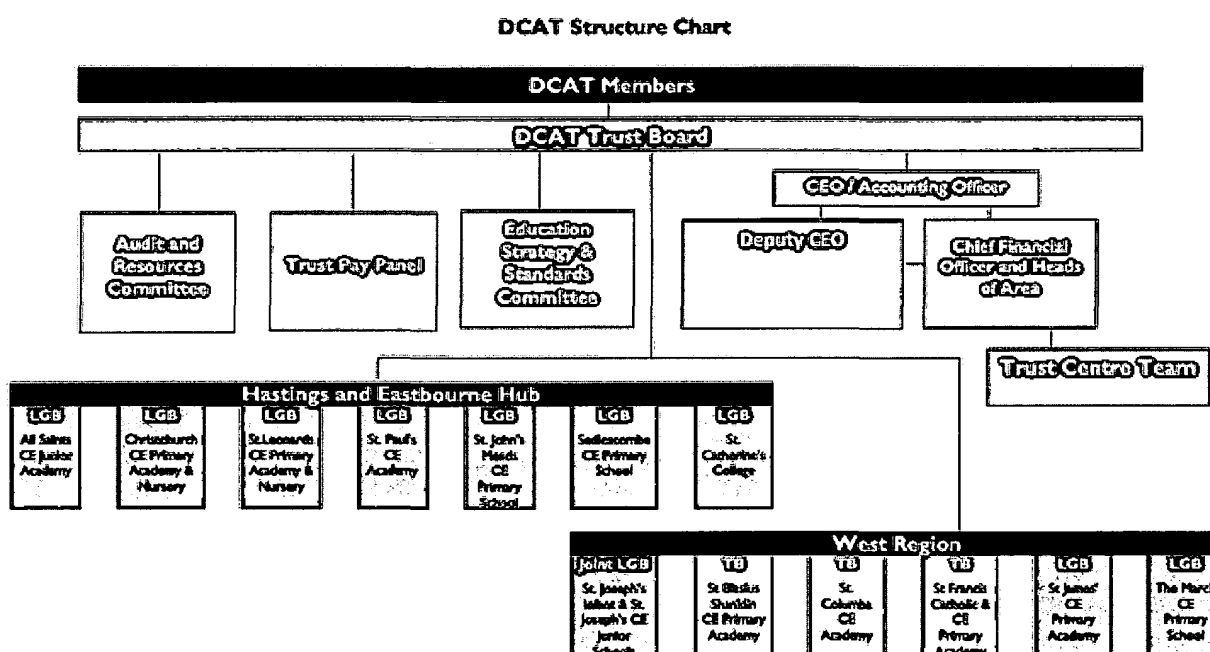 DCAT Structure Chart
DCAT Members
DCAT Trust Board
CEO / Accounting Officer
Audit and
Resources
Committee
Trust Pay Panel
Education
Strategy &
Standards
Committee
Deputy CEO
Chief Financial
Officer and Heads
of Area
Trust Centre Team
Hastings and Eastbourne Hub
LGB
All Saints
CE Junior
Academy
LGB
Christchurch
CE Primary
Academy &
Nursery
LGB
St. Leonards
CE Primary
Academy &
Nursery
LGB
St. Paul's
CE
Academy
LGB
St. John's
Meads
CE
Primary
School
LGB
Sedlescombe
CE Primary
School
LGB
St.
Catherine's
College
West Region
Joint LGB
St. Joseph's
Infant & St.
Joseph's CE
Junior
Schools
TB
St Blasius
Shanklin
CE Primary
Academy
TB
St.
Columba
CE
Academy
TB
St Francis
Catholic &
CE
Primary
Academy
LGB
St James'
CE
Primary
Academy
LGB
The March
CE
Primary
School